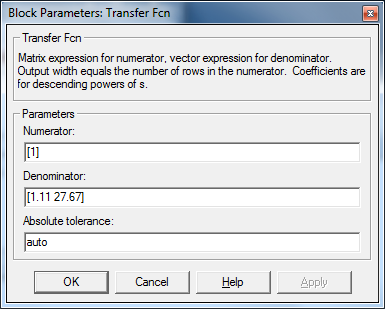 Block Parameters: Transfer Fcn
Transfer Fcn
Matrix expression for numerator, vector expression for denominator.
Output width equals the number of rows in the numerator.  Coefficients are
for descending powers of s.
Parameters
Numerator:
[1]
Denominator:
[1.11 27.67]
Absolute tolerance:
auto
OK Cancel Help Apply